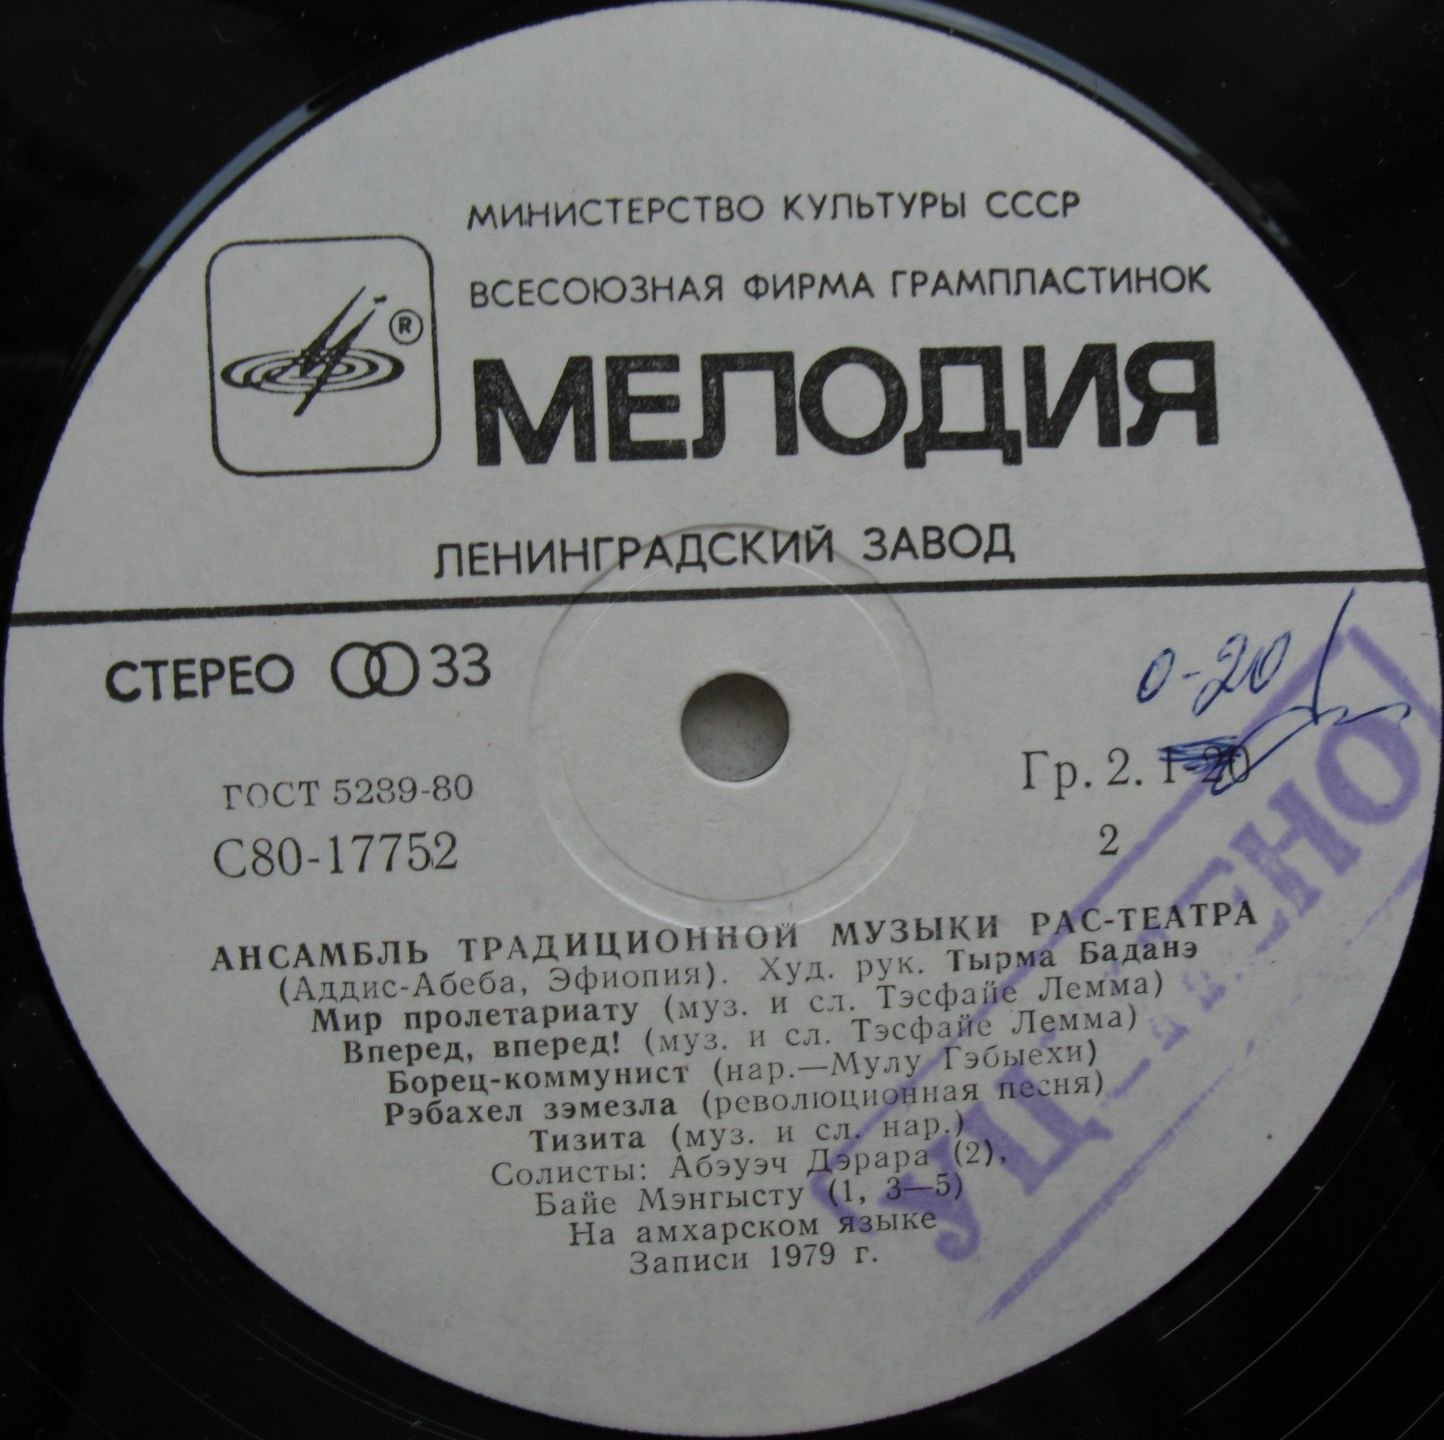 МИНИСТЕРСТВО КУЛЬТУРЫ СССР
ВСЕСОЮЗНАЯ ФИРМА ГРАМПЛАСТИНОК
®
МЕЛОДИЯ
ЛЕНИНГРАДСКИЙ ЗАВОД
СТЕРЕО 33
0-20
ГОСТ 5289-80
Гр. 2. 1-20
С80-17752
2
АНСАМБЛЬ ТРАДИЦИОННОЙ МУЗЫКИ РАС-ТЕАТРА
(Аддис-Абеба, Эфиопия). Худ. рук. Тырма Баданэ
Мир пролетариату (муз. и сл. Тэсфайе Лемма)
Вперед, вперед! (муз. и сл. Тэсфайе Лемма)
Борец-коммунист (нар.—Мулу Гэбыехи)
Рэбахел зэмезла (революционная песня)
Тизита (муз. и сл. нар.)
Солисты: Абэуэч Дэрара (2),
Байе Мэнгысту (1, 3—5)
На амхарском языке
Записи 1979 г.